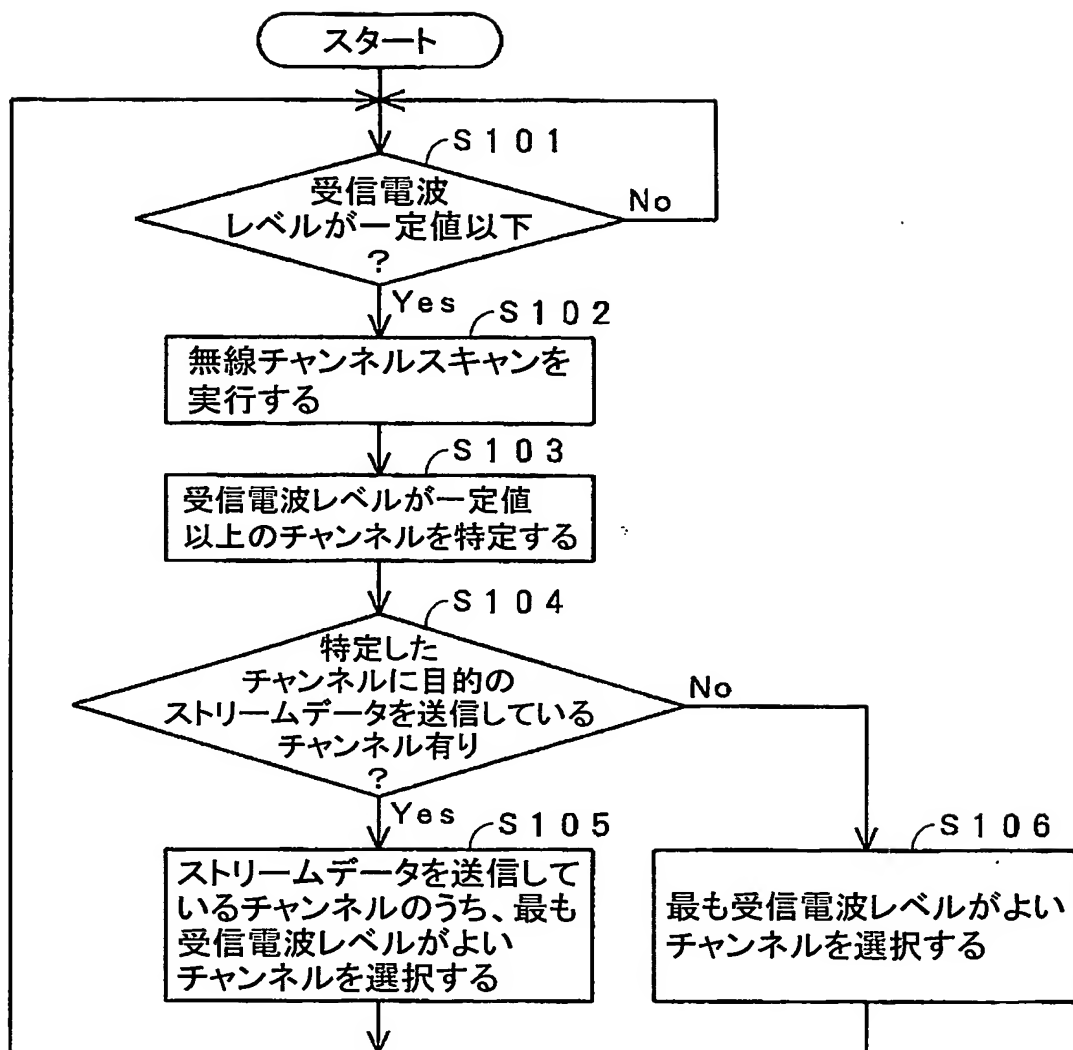 スタート
S101
受信電波
レベルが一定値以下
?
No
Yes
S102
無線チャンネルスキャンを
実行する
S103
受信電波レベルが一定値
以上のチャンネルを特定する
S104
特定した
チャンネルに目的の
ストリームデータを送信している
チャンネル有り
?
No
Yes
S105
ストリームデータを送信して
いるチャンネルのうち、最も
受信電波レベルがよい
チャンネルを選択する
S106
最も受信電波レベルがよい
チャンネルを選択する